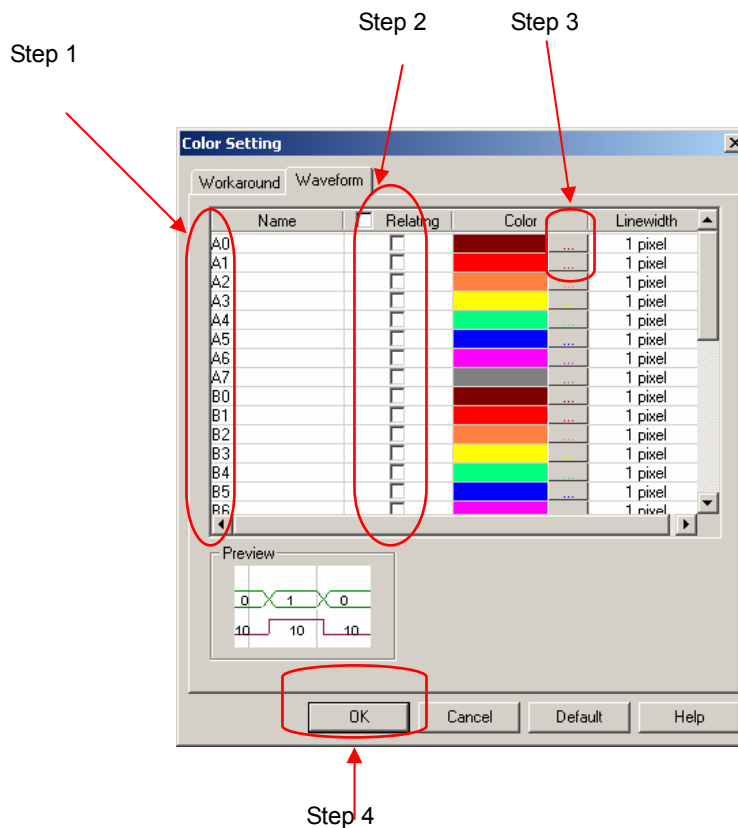 Step 2 Step 3
Step 1
Color Setting
Workaround Waveform
Name Relating Color Linewidth
A0 ... 1 pixel
A1 ... 1 pixel
A2 ... 1 pixel
A3 ... 1 pixel
A4 ... 1 pixel
A5 ... 1 pixel
A6 ... 1 pixel
A7 ... 1 pixel
B0 ... 1 pixel
B1 ... 1 pixel
B2 ... 1 pixel
B3 ... 1 pixel
B4 ... 1 pixel
B5 ... 1 pixel
B6 1 pixel
Preview
0 1 0
10 10 10
OK Cancel Default Help
Step 4